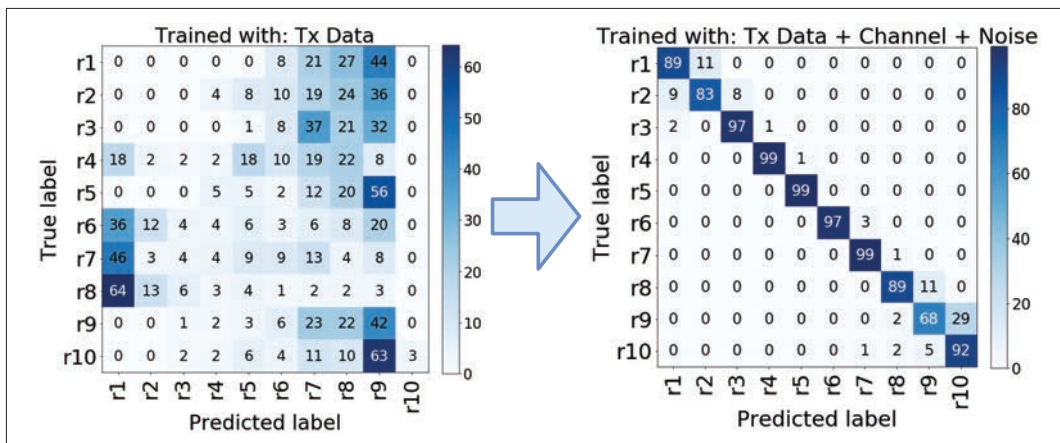 Trained with: Tx Data
r1 0 0 0 0 0 8 21 27 44 0
r2 0 0 0 4 8 10 19 24 36 0
r3 0 0 0 0 1 8 37 21 32 0
r4 18 2 2 2 18 10 19 22 8 0
r5 0 0 0 5 5 2 12 20 56 0
r6 36 12 4 4 6 3 6 8 20 0
r7 46 3 4 4 9 9 13 4 8 0
r8 64 13 6 3 4 1 2 2 3 0
r9 0 0 1 2 3 6 23 22 42 0
r10 0 0 2 2 6 4 11 10 63 3
r1 r2 r3 r4 r5 r6 r7 r8 r9 r10
True label
Predicted label
60
50
40
30
20
10
0
Trained with: Tx Data + Channel + Noise
r1 89 11 0 0 0 0 0 0 0 0
r2 9 83 8 0 0 0 0 0 0 0
r3 2 0 97 1 0 0 0 0 0 0
r4 0 0 0 99 1 0 0 0 0 0
r5 0 0 0 0 99 0 0 0 0 0
r6 0 0 0 0 0 97 3 0 0 0
r7 0 0 0 0 0 0 99 1 0 0
r8 0 0 0 0 0 0 0 89 11 0
r9 0 0 0 0 0 0 0 2 68 29
r10 0 0 0 0 0 0 1 2 5 92
r1 r2 r3 r4 r5 r6 r7 r8 r9 r10
True label
Predicted label
80
60
40
20
0